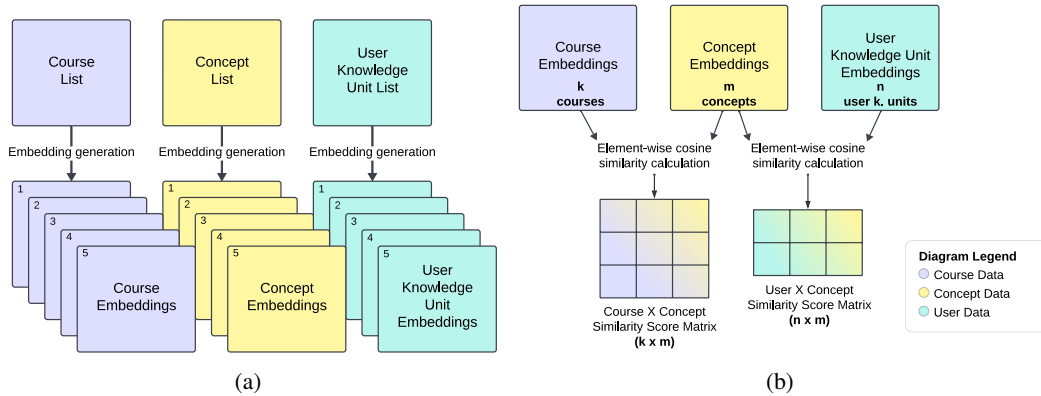 Course
List
Concept
List
User
Knowledge
Unit List
Embedding generation
Embedding generation
Embedding generation
1
2
3
4
5
Course
Embeddings
1
2
3
4
5
Concept
Embeddings
1
2
3
4
5
User
Knowledge
Unit
Embeddings
(a)
Course
Embeddings
k
courses
Concept
Embeddings
m
concepts
User
Knowledge Unit
Embeddings
n
user k. units
Element-wise cosine
similarity calculation
Element-wise cosine
similarity calculation
Course X Concept
Similarity Score Matrix
(k x m)
User X Concept
Similarity Score Matrix
(n x m)
Diagram Legend
Course Data
Concept Data
User Data
(b)